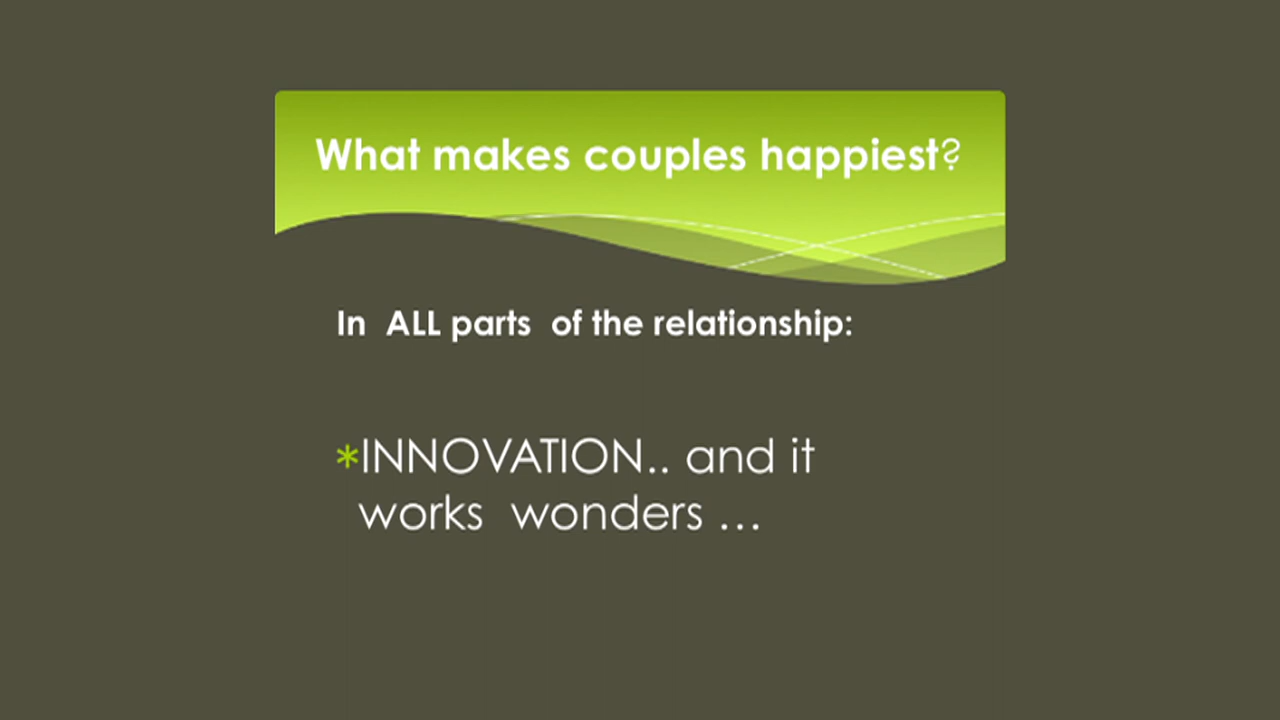 What makes couples happiest?
In ALL parts of the relationship:
*INNOVATION.. and it
works wonders ...